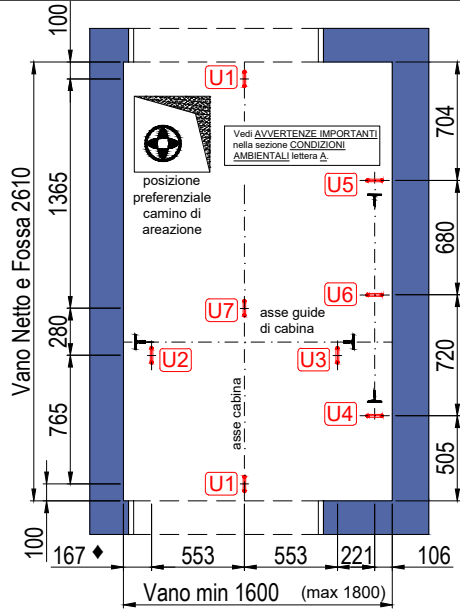 100
U1
Vano Netto e Fossa 2610
1365
280
765
100
posizione
preferenziale
camino di
areazione
Vedi AVVERTENZE IMPORTANTI
nella sezione CONDIZIONI
AMBIENTALI lettera A.
704
U5
680
U6
U7
asse guide
di cabina
U2
U3
720
asse cabina
U4
505
U1
167 ♦
553
553
221
106
Vano min 1600 (max 1800)